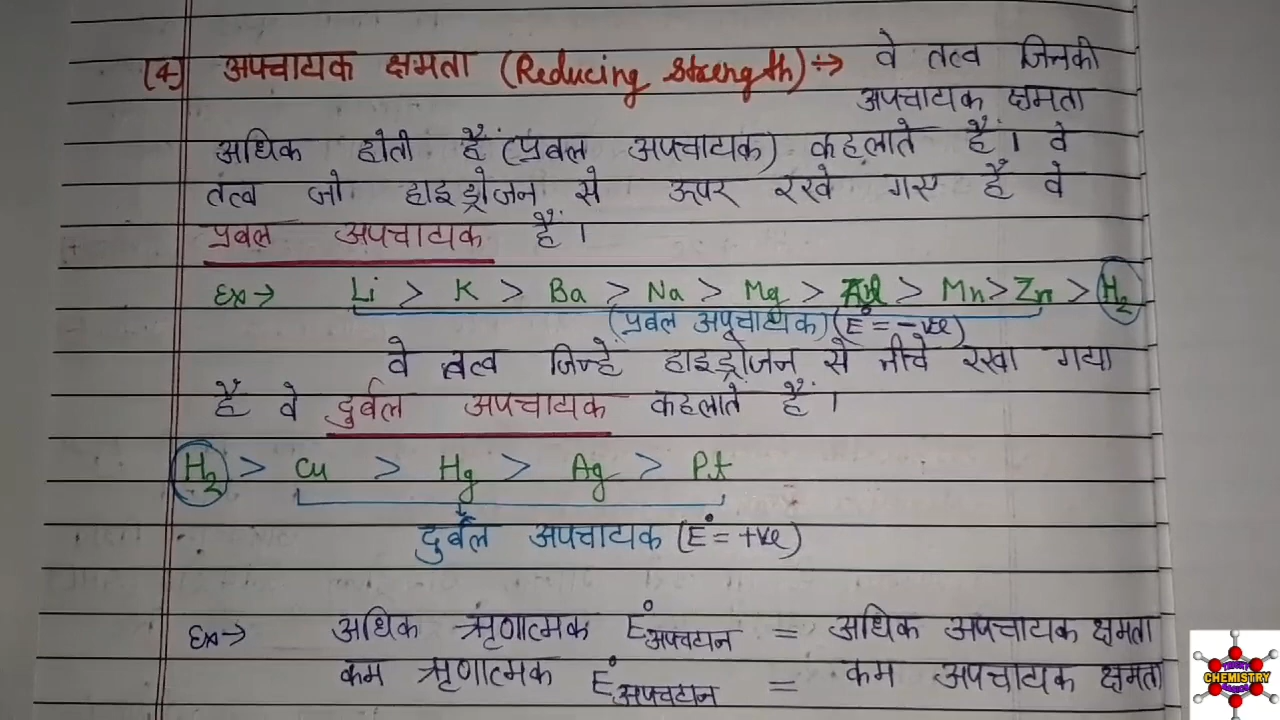 (4) अपचायक क्षमता (Reducing Strength) → वे तत्व जिनकी
अपचायक क्षमता
अधिक होती है (प्रबल अपचायक) कहलाते हैं। वे
तत्व जो हाइड्रोजन से ऊपर रखे गए हैं वे
प्रबल अपचायक हैं।
Ex→ Li > K > Ba > Na > Mg > > Mn > Zn > H₂
(प्रबल अपचायक) (E° = -ve)
वे तत्व जिन्हें हाइड्रोजन से नीचे रखा गया
है वे दुर्बल अपचायक कहलाते हैं।
H₂ > Cu > Hg > Ag > Pt
दुर्बल अपचायक (E° = +ve)
Ex→ अधिक ऋणात्मक E°अपचयन = अधिक अपचायक क्षमता
कम ऋणात्मक E°अपचयन = कम अपचायक क्षमता
CHEMISTRY